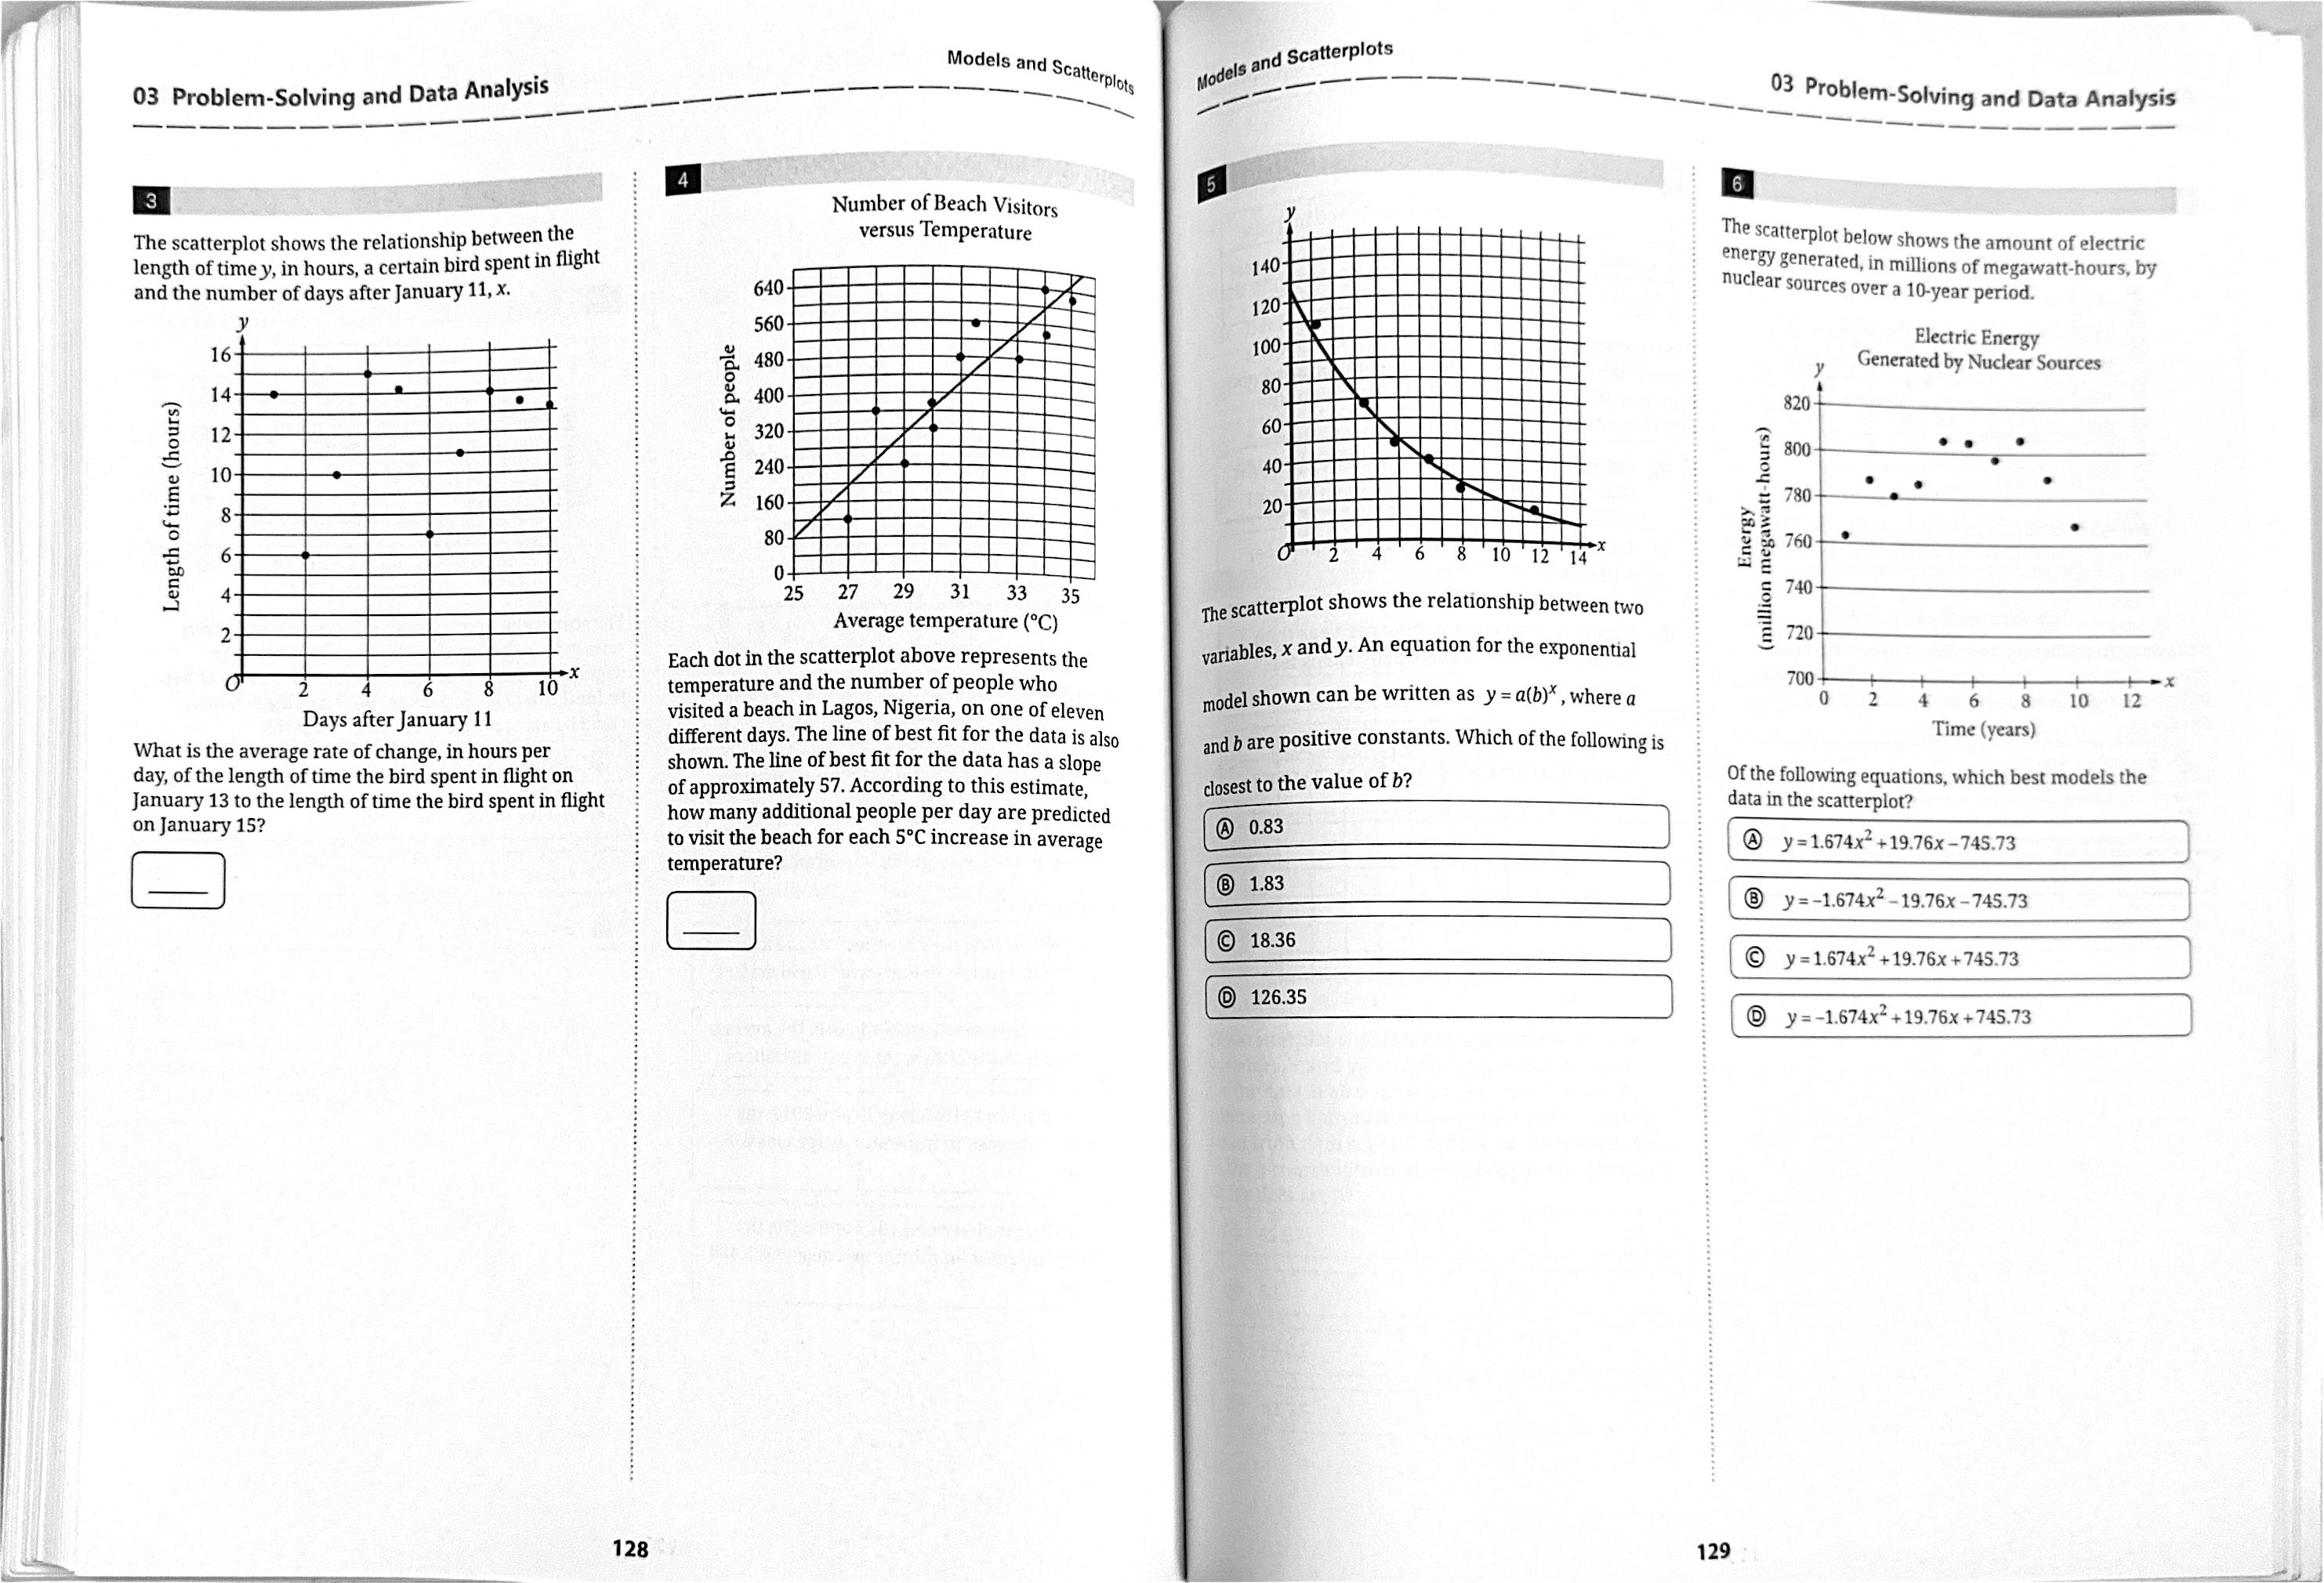 03 Problem-Solving and Data Analysis
Models and Scatterplots
3
The scatterplot shows the relationship between the
length of time y, in hours, a certain bird spent in flight
and the number of days after January 11, x.
y
16
14
12
10
8
6
4
2
O
2 4 6 8 10
x
Length of time (hours)
Days after January 11
What is the average rate of change, in hours per
day, of the length of time the bird spent in flight on
January 13 to the length of time the bird spent in flight
on January 15?
4
Number of Beach Visitors
versus Temperature
640
560
480
400
320
240
160
80
0
25 27 29 31 33 35
Number of people
Average temperature (°C)
Each dot in the scatterplot above represents the
temperature and the number of people who
visited a beach in Lagos, Nigeria, on one of eleven
different days. The line of best fit for the data is also
shown. The line of best fit for the data has a slope
of approximately 57. According to this estimate,
how many additional people per day are predicted
to visit the beach for each 5°C increase in average
temperature?
128
Models and Scatterplots
03 Problem-Solving and Data Analysis
5
y
140
120
100
80
60
40
20
O
2 4 6 8 10 12 14
x
The scatterplot shows the relationship between two
variables, x and y. An equation for the exponential
model shown can be written as y = a(b)ˣ, where a
and b are positive constants. Which of the following is
closest to the value of b?
Ⓐ 0.83
Ⓑ 1.83
Ⓒ 18.36
Ⓓ 126.35
6
The scatterplot below shows the amount of electric
energy generated, in millions of megawatt-hours, by
nuclear sources over a 10-year period.
Electric Energy
Generated by Nuclear Sources
y
820
800
780
760
740
720
700
0 2 4 6 8 10 12
x
Energy
(million megawatt-hours)
Time (years)
Of the following equations, which best models the
data in the scatterplot?
Ⓐ y = 1.674x² + 19.76x – 745.73
Ⓑ y = –1.674x² – 19.76x – 745.73
Ⓒ y = 1.674x² + 19.76x + 745.73
Ⓓ y = –1.674x² + 19.76x + 745.73
129